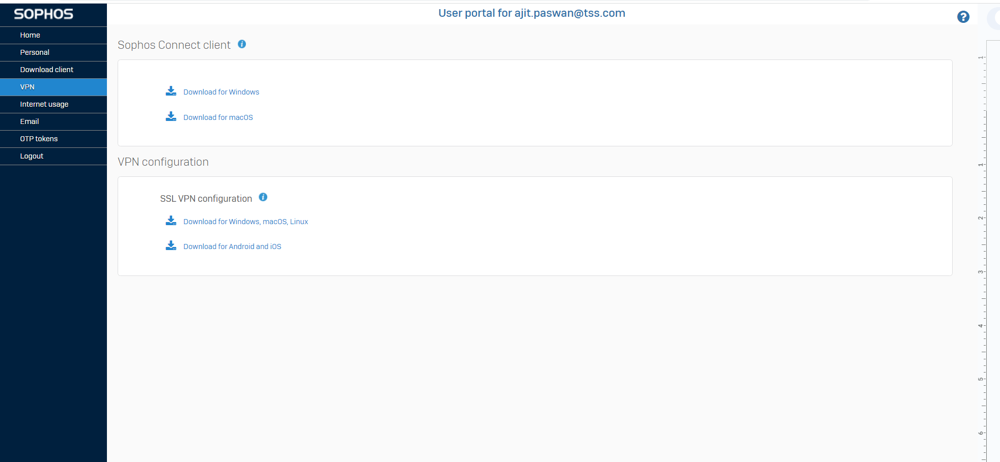 SOPHOS
User portal for ajit.paswan@tss.com
?
Home
Personal
Download client
VPN
Internet usage
Email
OTP tokens
Logout
Sophos Connect client i
Download for Windows
Download for macOS
VPN configuration
SSL VPN configuration i
Download for Windows, macOS, Linux
Download for Android and iOS
1
1
2
3
4
5
6